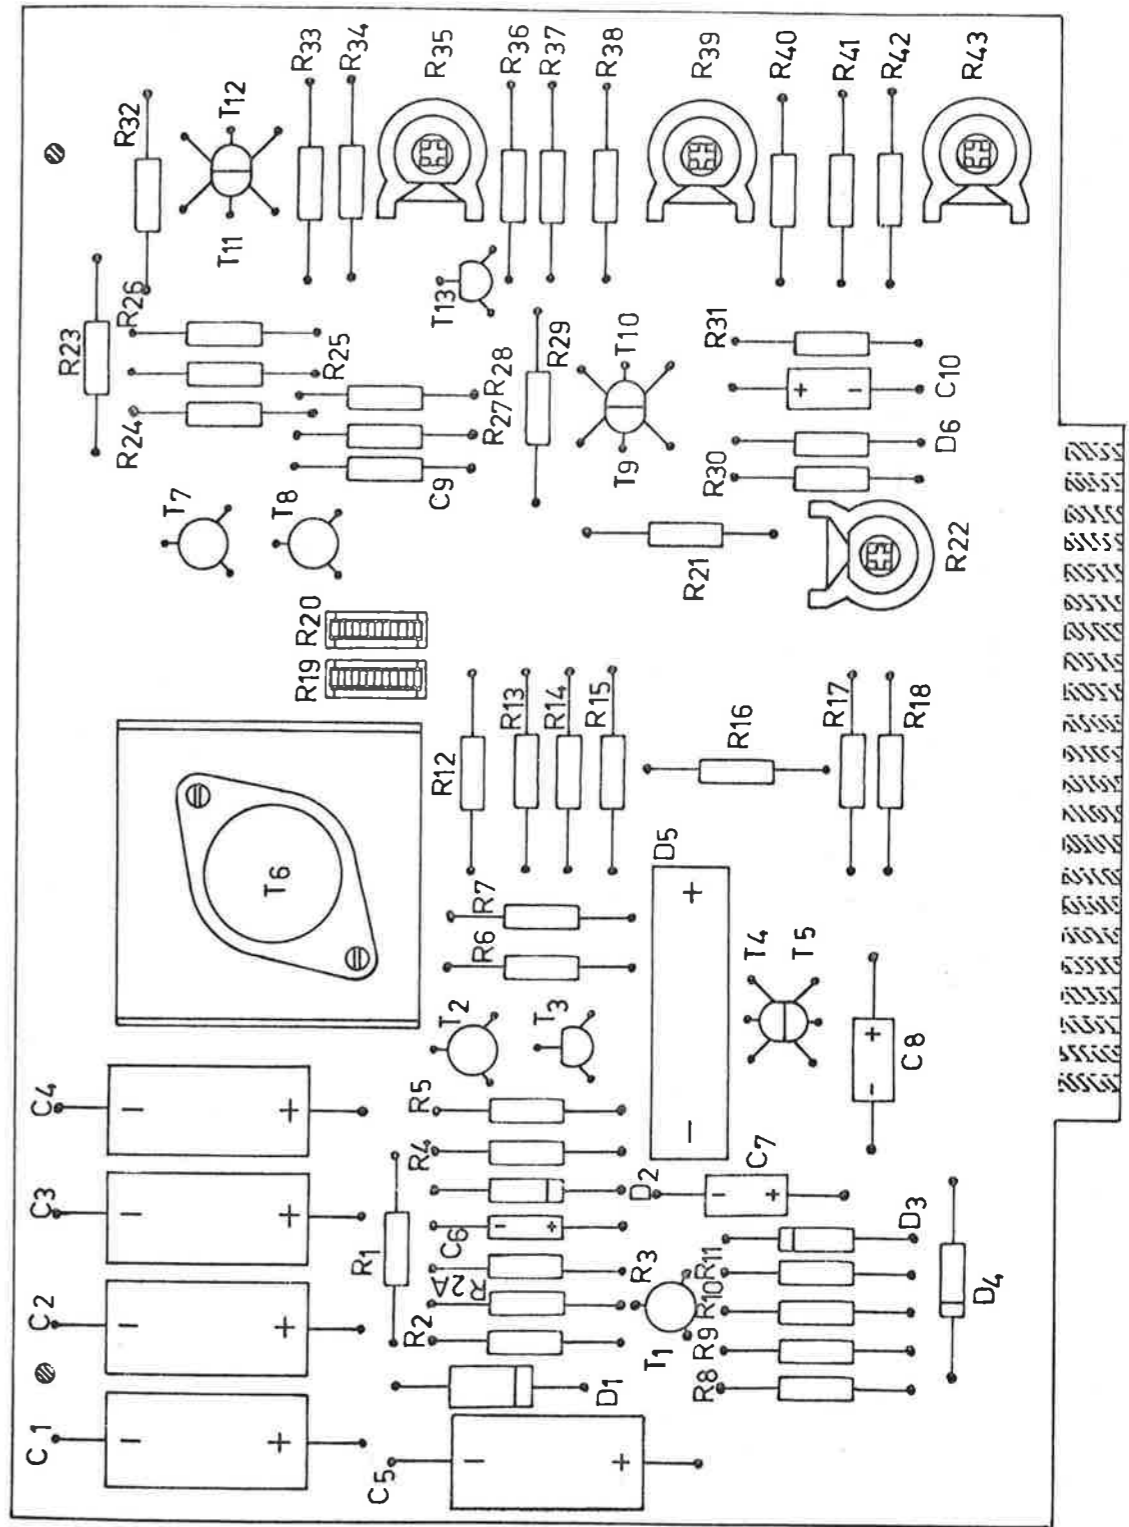 R32
T12
R33
R34
R35
R36
R37
R38
R39
R40
R41
R42
R43
T11
T13
R23
R26
R25
R24
R28
R27
C9
R29
T10
T9
R31
+ -
C10
D6
R30
T7
T8
R21
R22
R20
R19
R12
R13
R14
R15
R16
R17
R18
T6
R7
R6
D5
+
-
T4
T5
T2
T3
C8
+
-
C4
- +
C3
- +
C2
- +
C1
- +
R5
R4
R1
C6
- +
R2A
R2
D2
C7
- +
R3
T1
D3
R11
R10
R9
R8
D4
D1
C5
- +